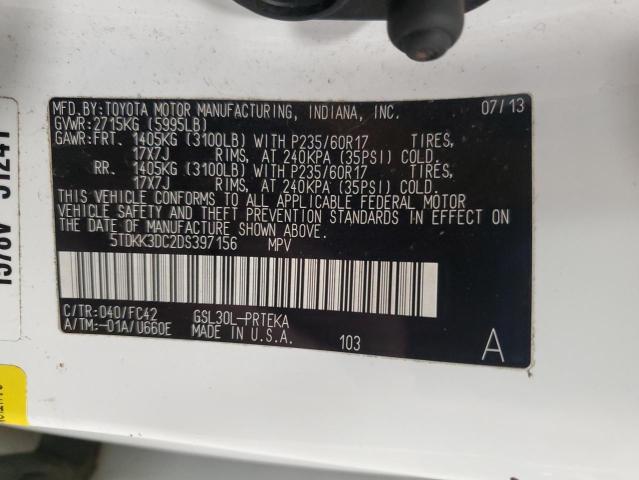 MFD.BY:TOYOTA MOTOR MANUFACTURING, INDIANA, INC. 07/13
GVWR:2715KG (5995LB)
GAWR:FRT. 1405KG (3100LB) WITH P235/60R17 TIRES,
17X7J RIMS, AT 240KPA (35PSI) COLD.
RR. 1405KG (3100LB) WITH P235/60R17 TIRES,
17X7J RIMS, AT 240KPA (35PSI) COLD.
THIS VEHICLE CONFORMS TO ALL APPLICABLE FEDERAL MOTOR
VEHICLE SAFETY AND THEFT PREVENTION STANDARDS IN EFFECT ON
THE DATE OF MANUFACTURE SHOWN ABOVE.
5TDKK3DC2DS397156 MPV
C/TR:040/FC42 GSL30L-PRTEKA
A/TM:-01A/U660E MADE IN U.S.A. 103 A